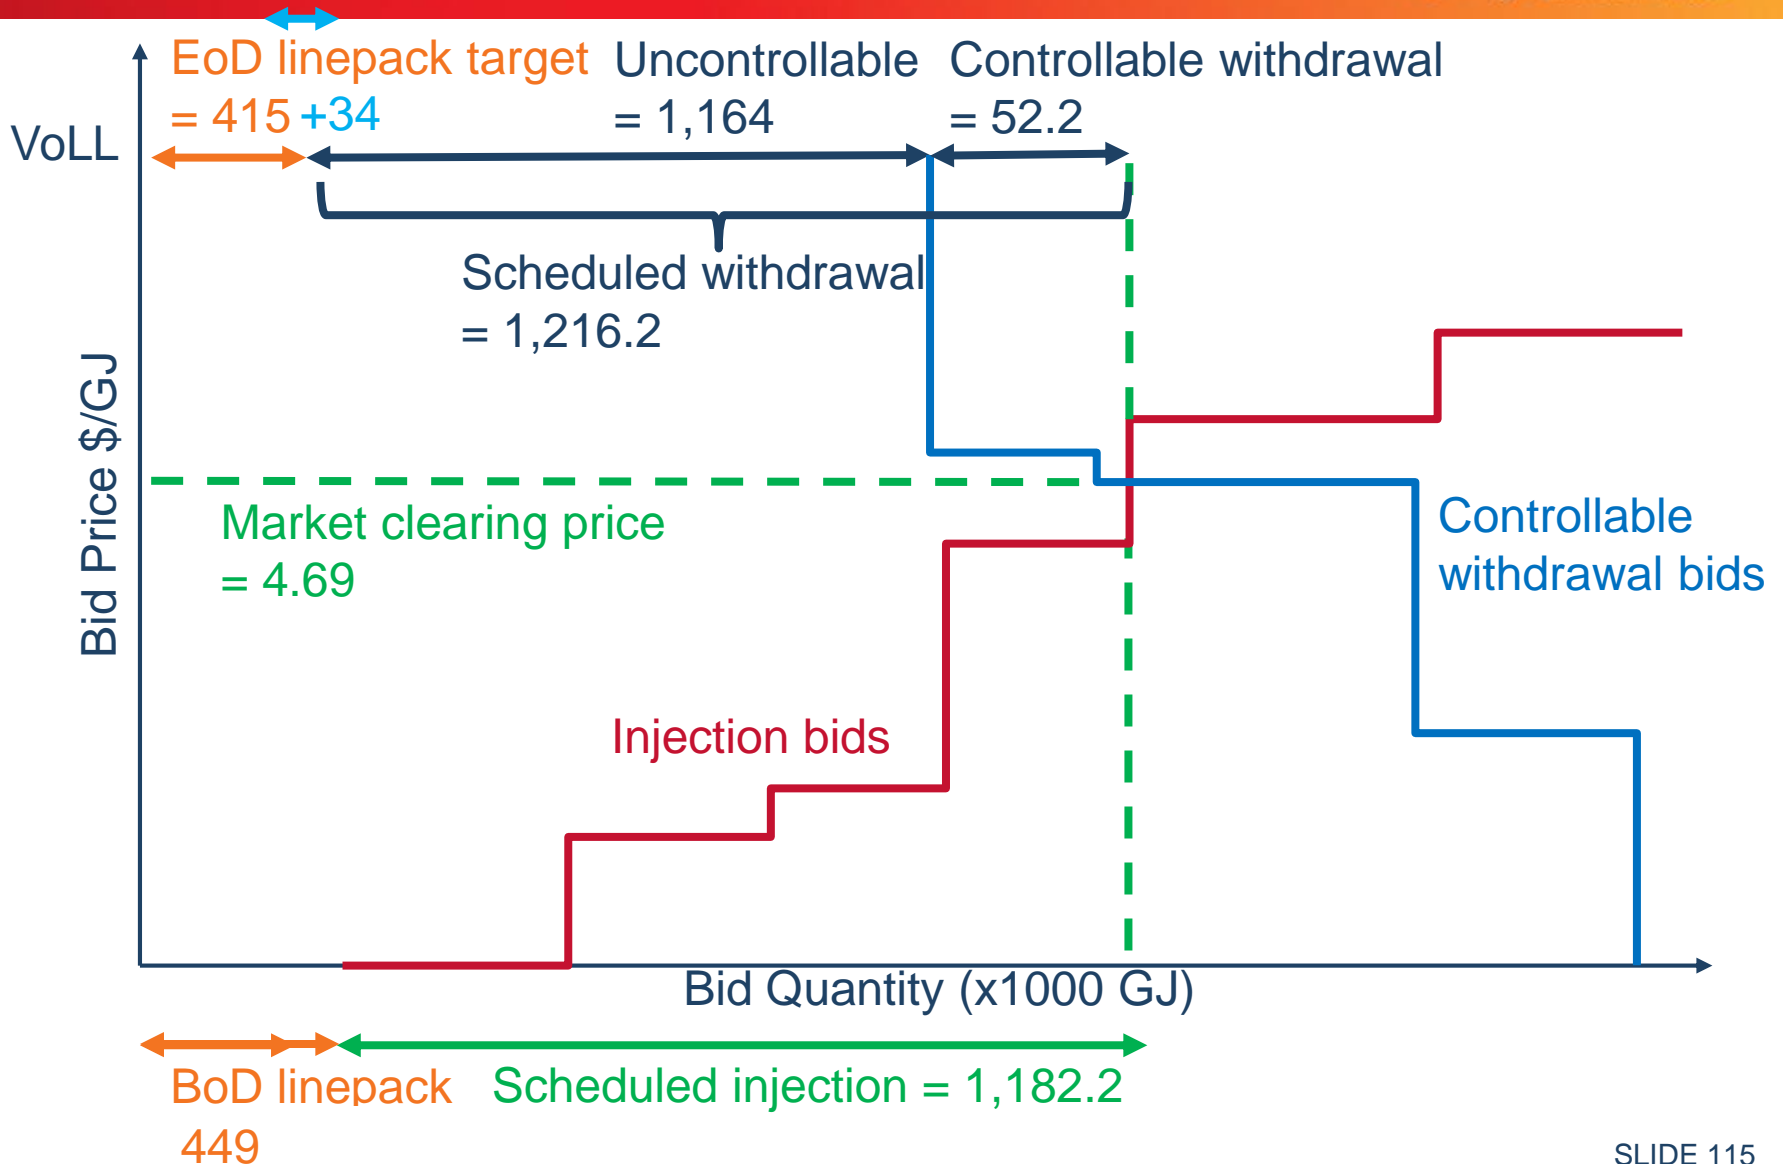 EoD linepack target
= 415 +34
Uncontrollable
= 1,164
Controllable withdrawal
= 52.2
VoLL
Scheduled withdrawal
= 1,216.2
Bid Price $/GJ
Market clearing price
= 4.69
Controllable
withdrawal bids
Injection bids
Bid Quantity (x1000 GJ)
BoD linepack
449
Scheduled injection = 1,182.2
SLIDE 115